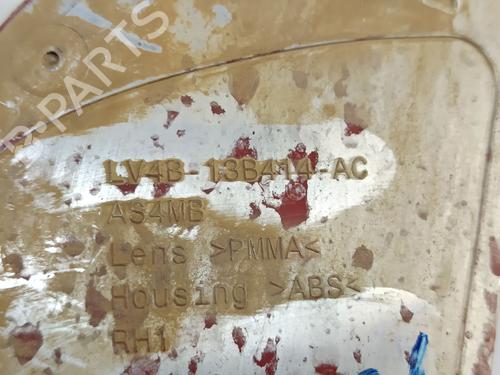 B-PARTS
LV4B-13B414-AC
AS4MB
Lens >PMMA<
Housing >ABS<
RH1